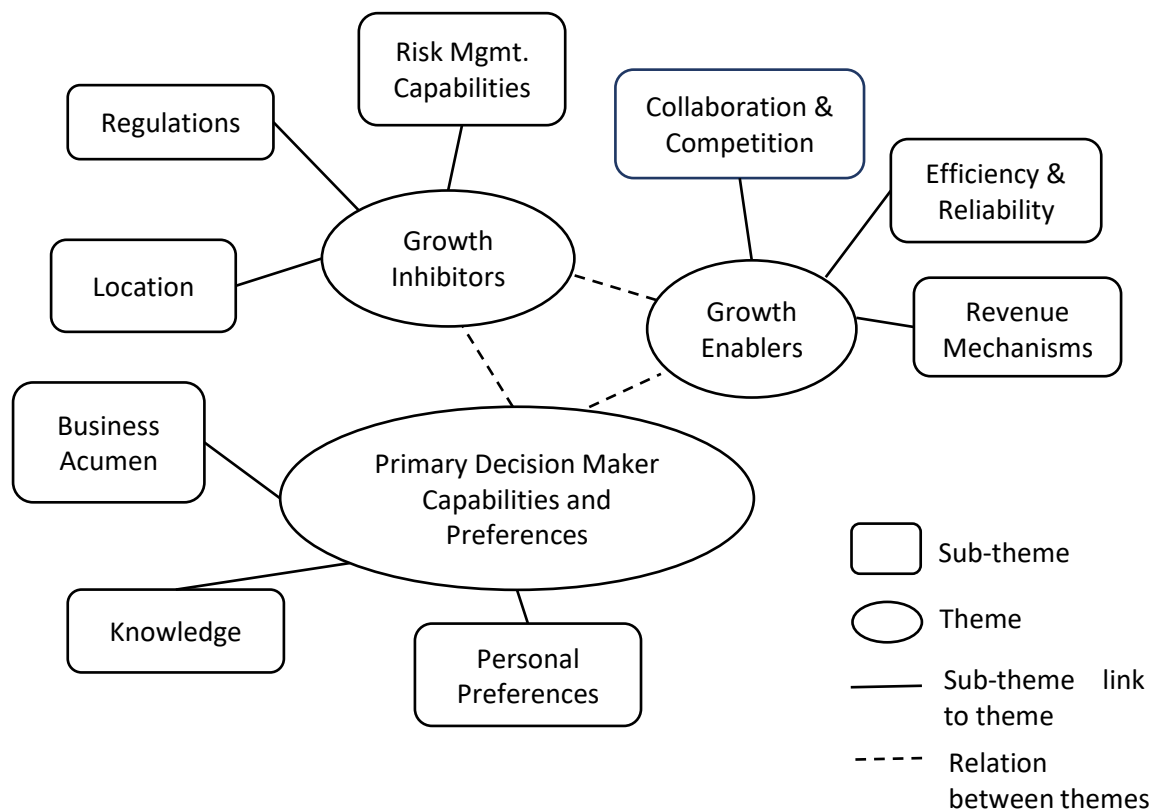 Risk Mgmt.
Capabilities
Regulations
Collaboration &
Competition
Efficiency &
Reliability
Growth
Inhibitors
Location
Growth
Enablers
Revenue
Mechanisms
Business
Acumen
Primary Decision Maker
Capabilities and
Preferences
Knowledge
Personal
Preferences
Sub-theme
Theme
Sub-theme link
to theme
Relation
between themes